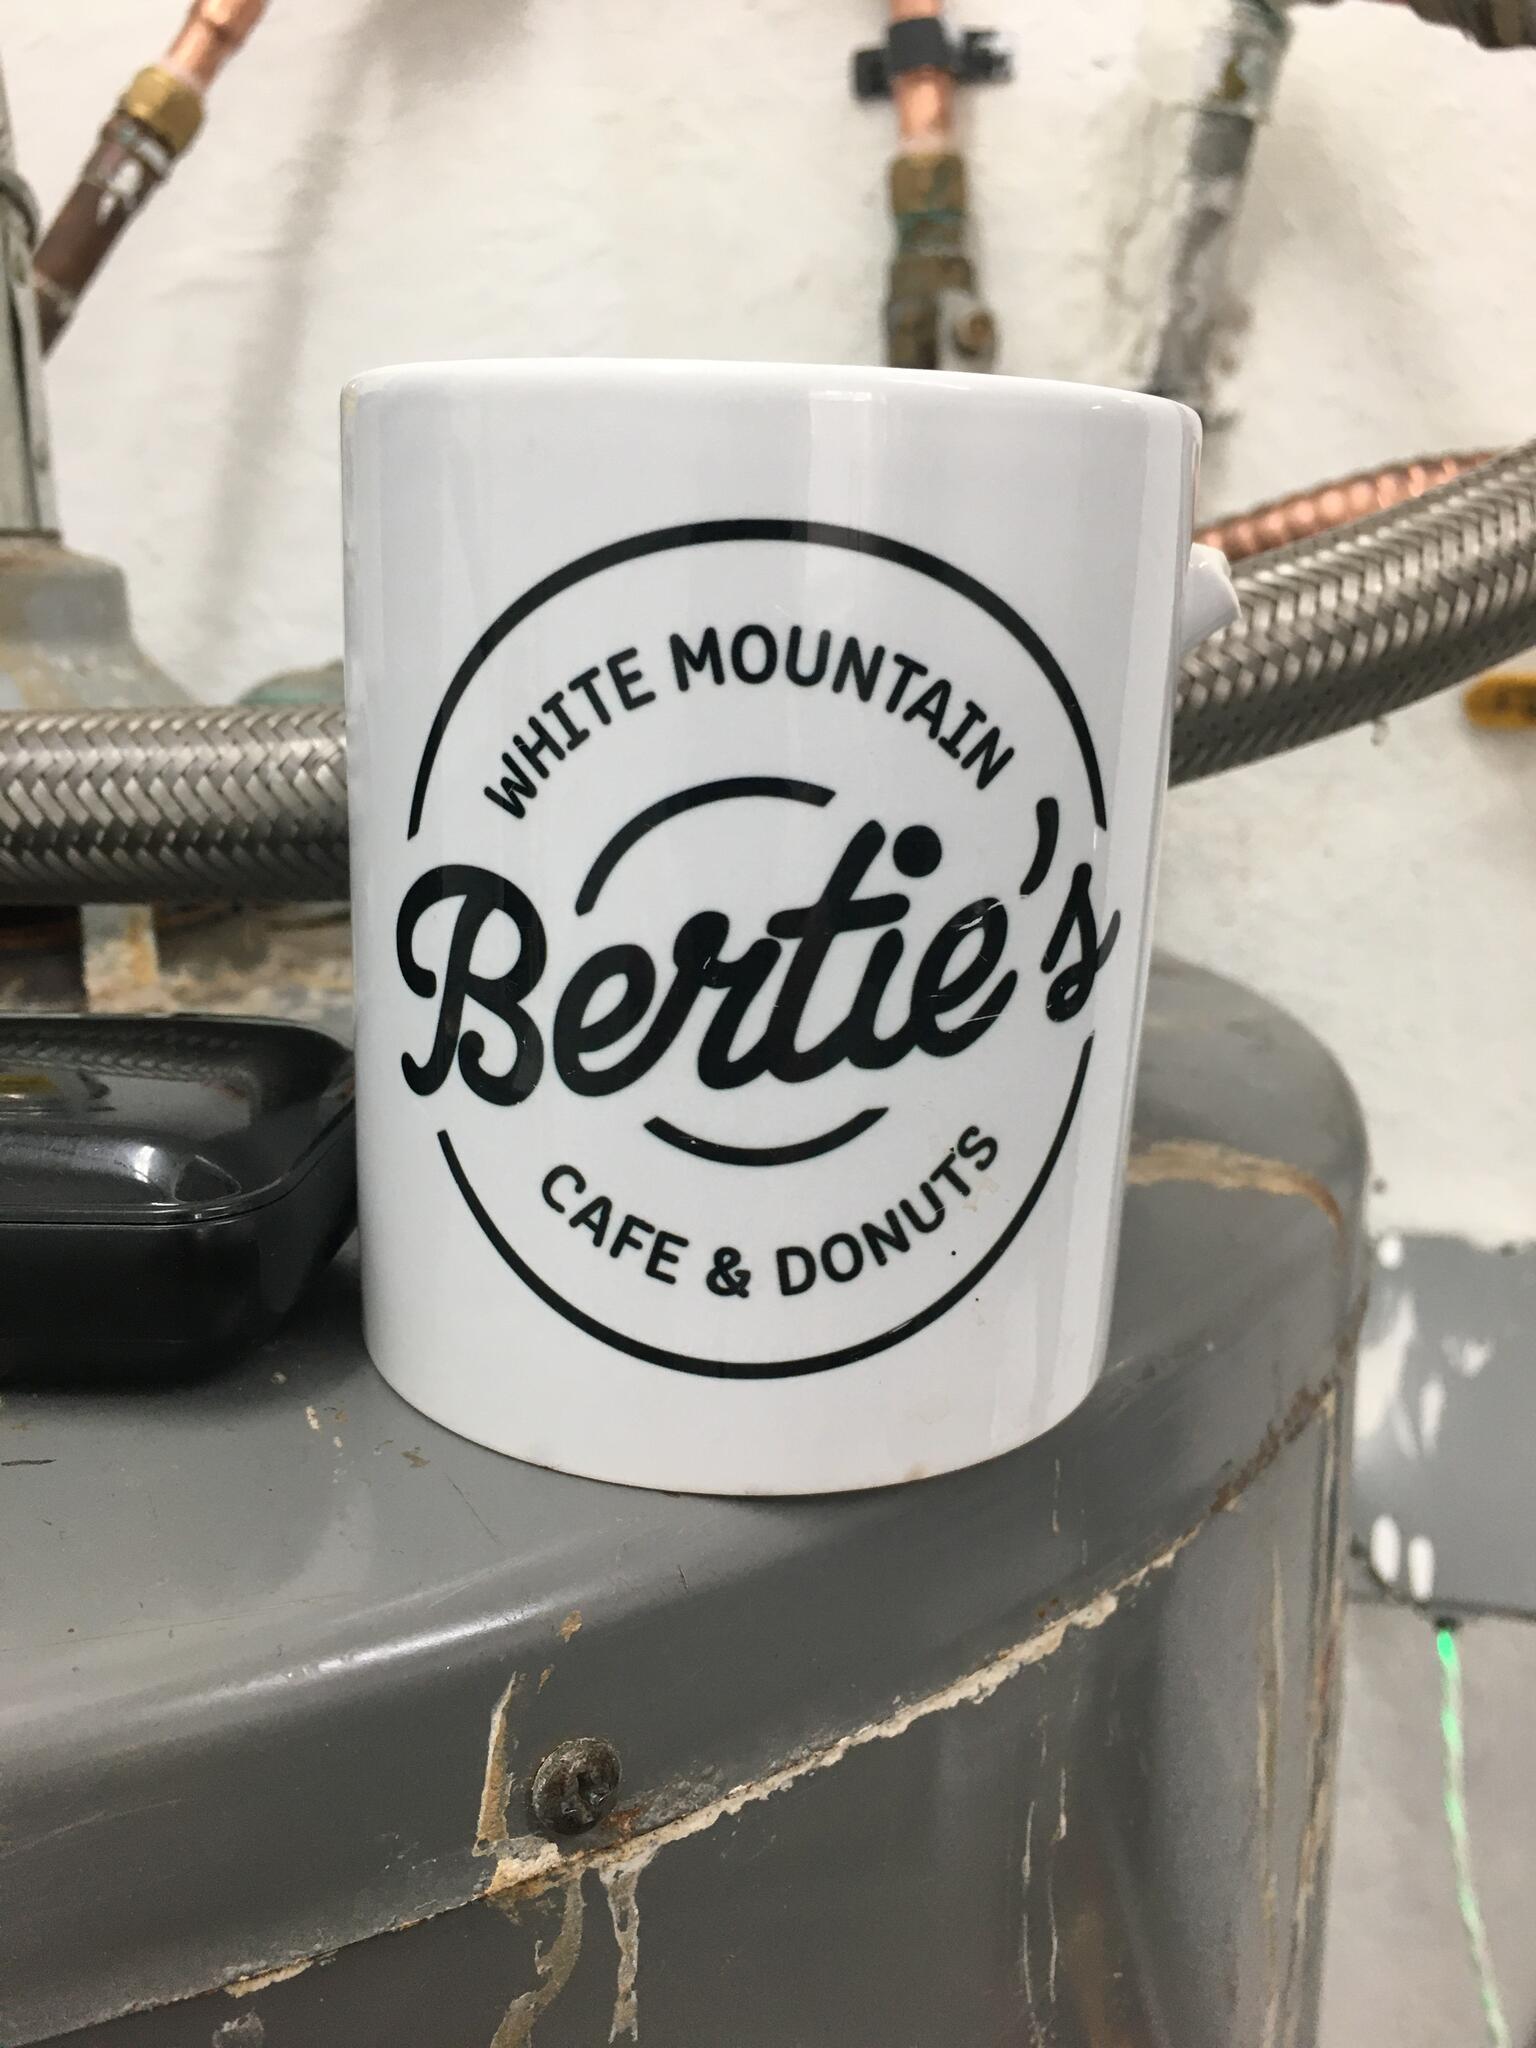 WHITE MOUNTAIN
Bertie's
CAFE & DONUTS